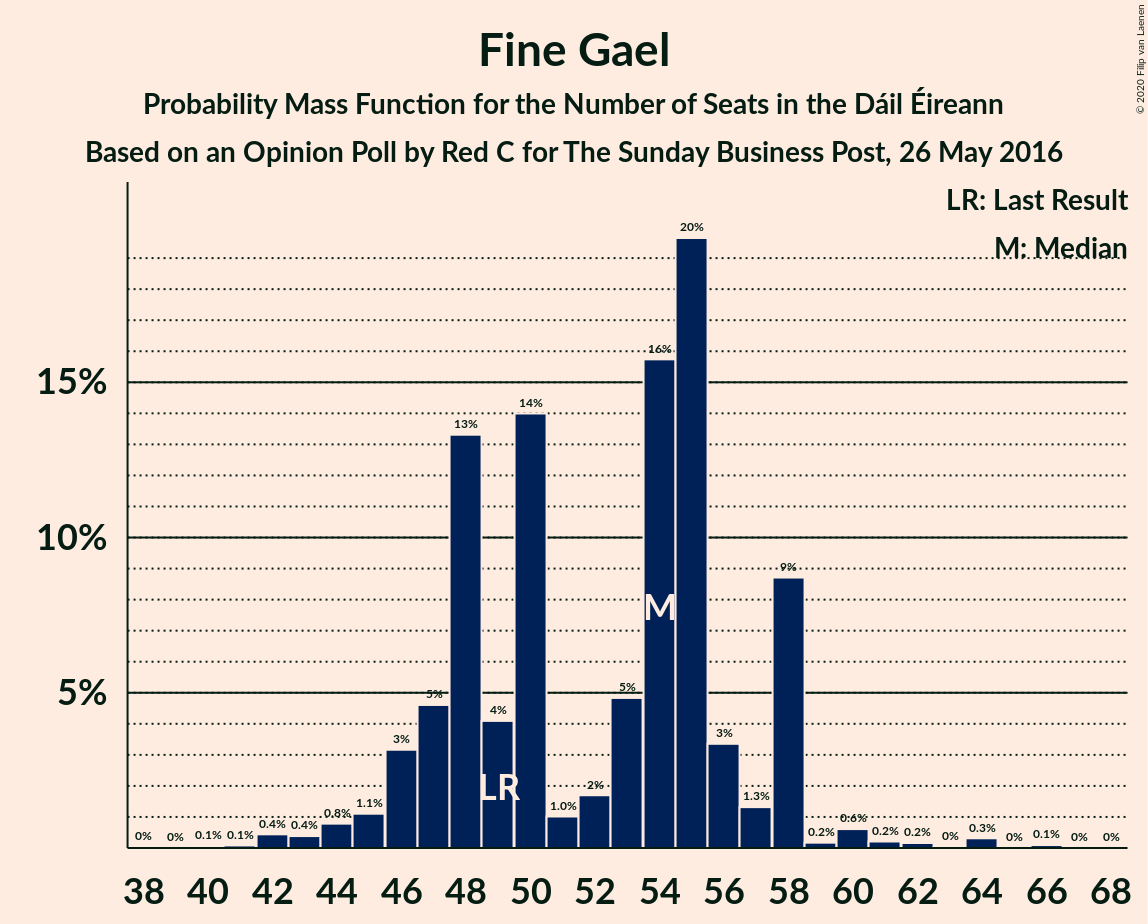 Fine Gael
Probability Mass Function for the Number of Seats in the Dáil Éireann
Based on an Opinion Poll by Red C for The Sunday Business Post, 26 May 2016
© 2020 Filip van Laenen
LR: Last Result
M: Median
15%
10%
5%
0% 0% 0.1% 0.1% 0.4% 0.4% 0.8% 1.1% 3% 5% 13% 4% 14% 1.0% 2% 5% 16% 20% 3% 1.3% 9% 0.2% 0.6% 0.2% 0.2% 0% 0.3% 0% 0.1% 0% 0%
M
LR
38 40 42 44 46 48 50 52 54 56 58 60 62 64 66 68